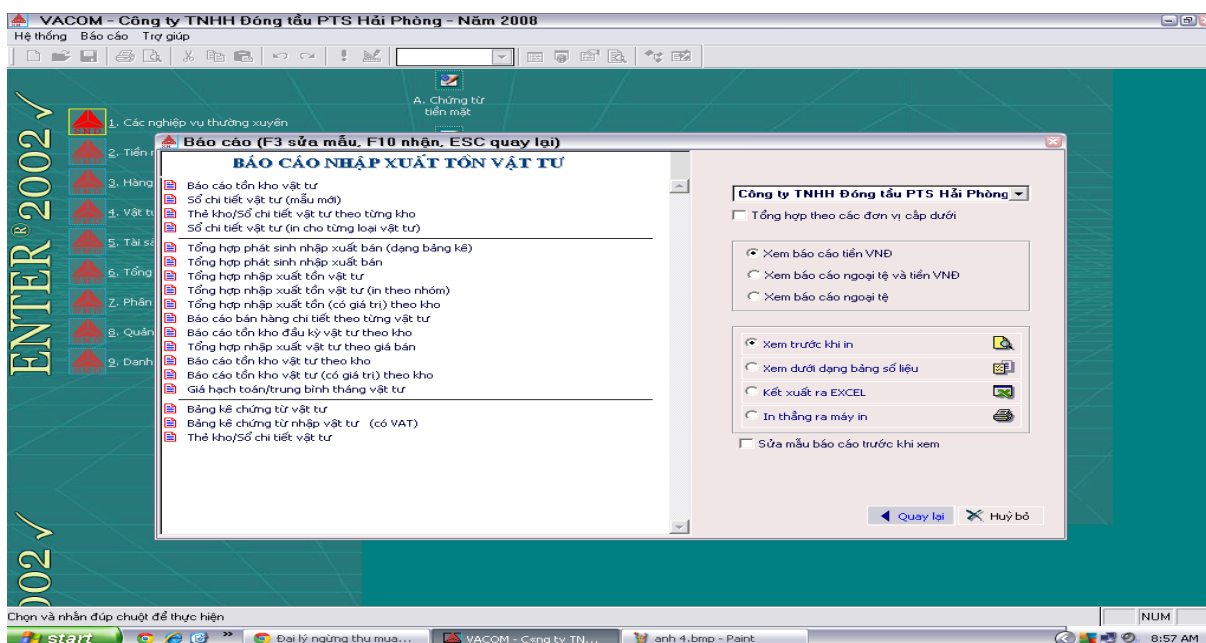 VACOM - Công ty TNHH Đóng tầu PTS Hải Phòng - Năm 2008
Hệ thống Báo cáo Trợ giúp
A. Chứng từ
tiền mặt
1. Các nghiệp vụ thường xuyên
2. Tiền
3. Hàng
4. Vật tư
5. Tài sả
6. Tổng
7. Phân
8. Quản
9. Danh
ENTER®2002
002
Báo cáo (F3 sửa mẫu, F10 nhận, ESC quay lại)
BÁO CÁO NHẬP XUẤT TỒN VẬT TƯ
Báo cáo tồn kho vật tư
Sổ chi tiết vật tư (mẫu mới)
Thẻ kho/Sổ chi tiết vật tư theo từng kho
Sổ chi tiết vật tư (in cho từng loại vật tư)
Tổng hợp phát sinh nhập xuất bán (dạng bảng kê)
Tổng hợp phát sinh nhập xuất bán
Tổng hợp nhập xuất tồn vật tư
Tổng hợp nhập xuất tồn vật tư (in theo nhóm)
Tổng hợp nhập xuất tồn (có giá trị) theo kho
Báo cáo bán hàng chi tiết theo từng vật tư
Báo cáo tồn kho đầu kỳ vật tư theo kho
Tổng hợp nhập xuất vật tư theo giá bán
Báo cáo tồn kho vật tư theo kho
Báo cáo tồn kho vật tư (có giá trị) theo kho
Giá hạch toán/trung bình tháng vật tư
Bảng kê chứng từ vật tư
Bảng kê chứng từ nhập vật tư (có VAT)
Thẻ kho/Sổ chi tiết vật tư
Công ty TNHH Đóng tầu PTS Hải Phòng
Tổng hợp theo các đơn vị cấp dưới
Xem báo cáo tiền VNĐ
Xem báo cáo ngoại tệ và tiền VNĐ
Xem báo cáo ngoại tệ
Xem trước khi in
Xem dưới dạng bảng số liệu
Kết xuất ra EXCEL
In thẳng ra máy in
Sửa mẫu báo cáo trước khi xem
Quay lại Huỷ bỏ
Chọn và nhấn đúp chuột để thực hiện
NUM
start
Đại lý ngừng thu mua...
VACOM - C«ng ty TN...
anh 4.bmp - Paint
8:57 AM